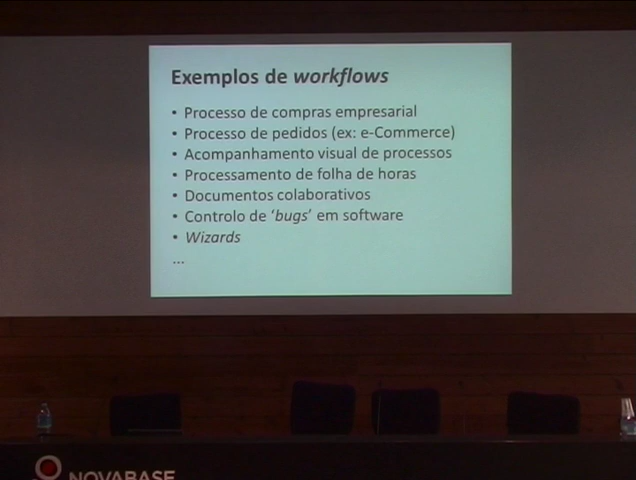 Exemplos de workflows
• Processo de compras empresarial
• Processo de pedidos (ex: e-Commerce)
• Acompanhamento visual de processos
• Processamento de folha de horas
• Documentos colaborativos
• Controlo de ‘bugs’ em software
• Wizards
...
NOVABASE